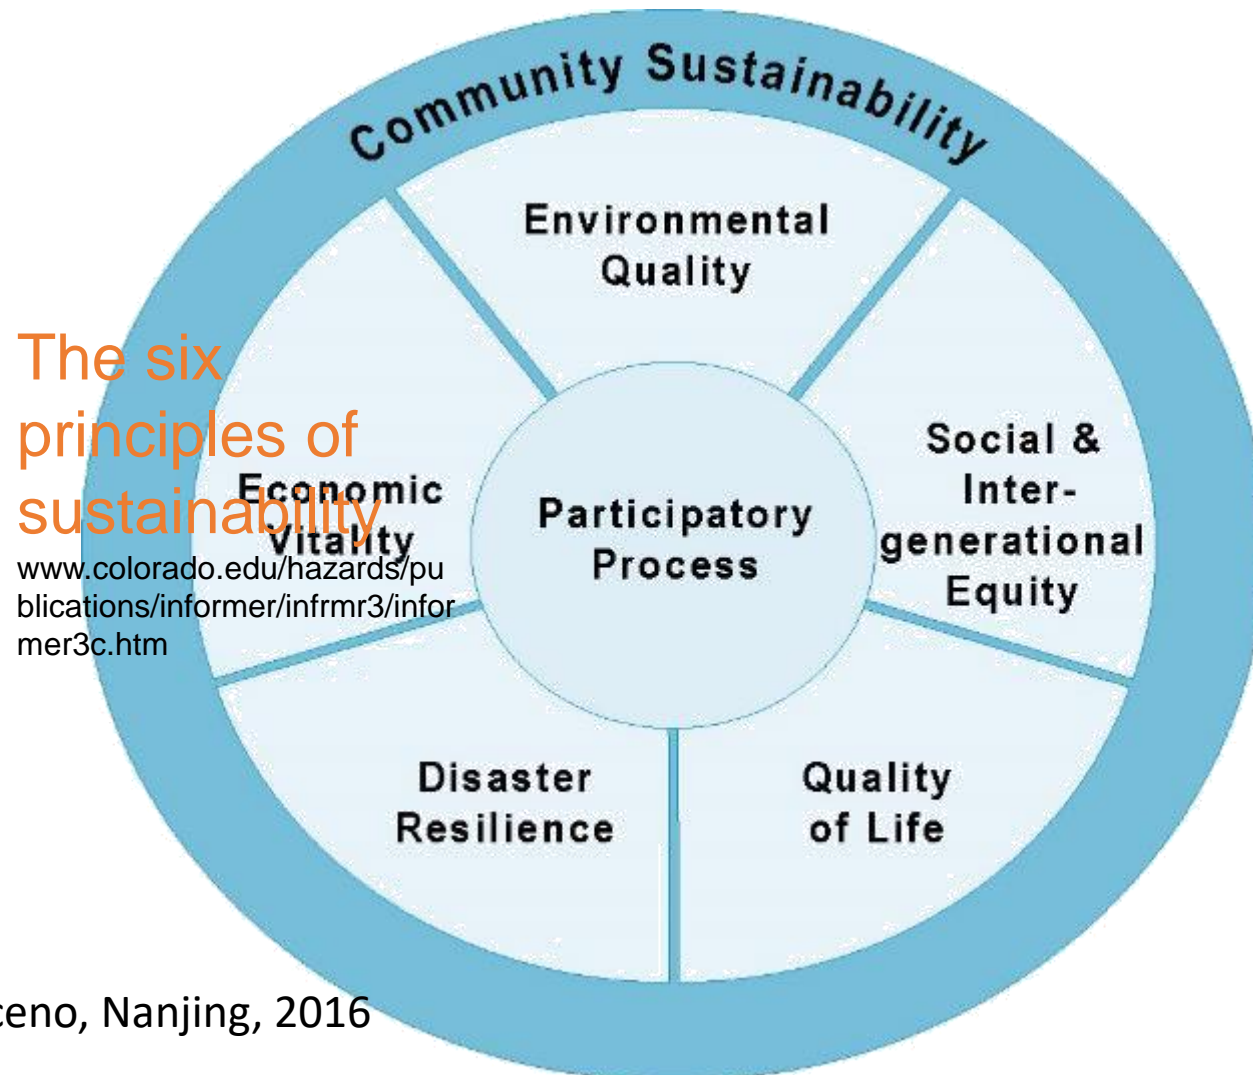 Community Sustainability
Environmental
Quality
The six
principles of
sustainability
www.colorado.edu/hazards/pu
blications/informer/infrmr3/infor
mer3c.htm
Economic
Vitality
Participatory
Process
Social &
Inter-
generational
Equity
Disaster
Resilience
Quality
of Life
Nanjing, 2016